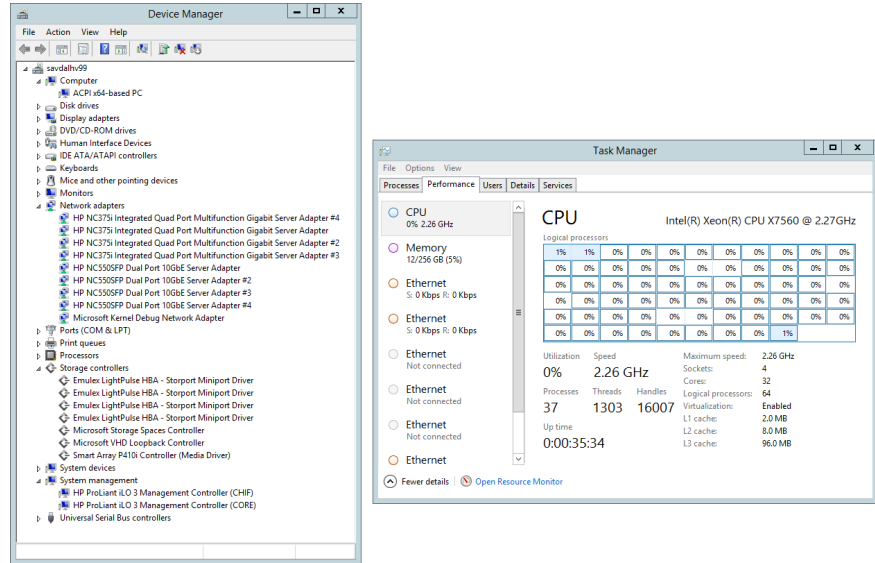 Device Manager
File Action View Help
savdalhv99
Computer
ACPI x64-based PC
Disk drives
Display adapters
DVD/CD-ROM drives
Human Interface Devices
IDE ATA/ATAPI controllers
Keyboards
Mice and other pointing devices
Monitors
Network adapters
HP NC375i Integrated Quad Port Multifunction Gigabit Server Adapter #4
HP NC375i Integrated Quad Port Multifunction Gigabit Server Adapter
HP NC375i Integrated Quad Port Multifunction Gigabit Server Adapter #2
HP NC375i Integrated Quad Port Multifunction Gigabit Server Adapter #3
HP NC550SFP Dual Port 10GbE Server Adapter
HP NC550SFP Dual Port 10GbE Server Adapter #2
HP NC550SFP Dual Port 10GbE Server Adapter #3
HP NC550SFP Dual Port 10GbE Server Adapter #4
Microsoft Kernel Debug Network Adapter
Ports (COM & LPT)
Print queues
Processors
Storage controllers
Emulex LightPulse HBA - Storport Miniport Driver
Emulex LightPulse HBA - Storport Miniport Driver
Emulex LightPulse HBA - Storport Miniport Driver
Emulex LightPulse HBA - Storport Miniport Driver
Microsoft Storage Spaces Controller
Microsoft VHD Loopback Controller
Smart Array P410i Controller (Media Driver)
System devices
System management
HP ProLiant iLO 3 Management Controller (CHIF)
HP ProLiant iLO 3 Management Controller (CORE)
Universal Serial Bus controllers
Task Manager
File Options View
Processes Performance Users Details Services
CPU
0% 2.26 GHz
Memory
12/256 GB (5%)
Ethernet
S: 0 Kbps R: 0 Kbps
Ethernet
S: 0 Kbps R: 0 Kbps
Ethernet
Not connected
Ethernet
Not connected
Ethernet
Not connected
Ethernet
CPU Intel(R) Xeon(R) CPU X7560 @ 2.27GHz
Logical processors
1% 1% 0% 0% 0% 0% 0% 0% 0% 0% 0%
0% 0% 0% 0% 0% 0% 0% 0% 0% 0% 0%
0% 0% 0% 0% 0% 0% 0% 0% 0% 0% 0%
0% 0% 0% 0% 0% 0% 0% 0% 0% 0% 0%
0% 0% 0% 0% 0% 0% 0% 0% 0% 0% 0%
0% 0% 0% 0% 0% 0% 0% 0% 1%
Utilization Speed Maximum speed: 2.26 GHz
0% 2.26 GHz Sockets: 4
Cores: 32
Processes Threads Handles Logical processors: 64
37 1303 16007 Virtualization: Enabled
L1 cache: 2.0 MB
Up time L2 cache: 8.0 MB
0:00:35:34 L3 cache: 96.0 MB
Fewer details Open Resource Monitor